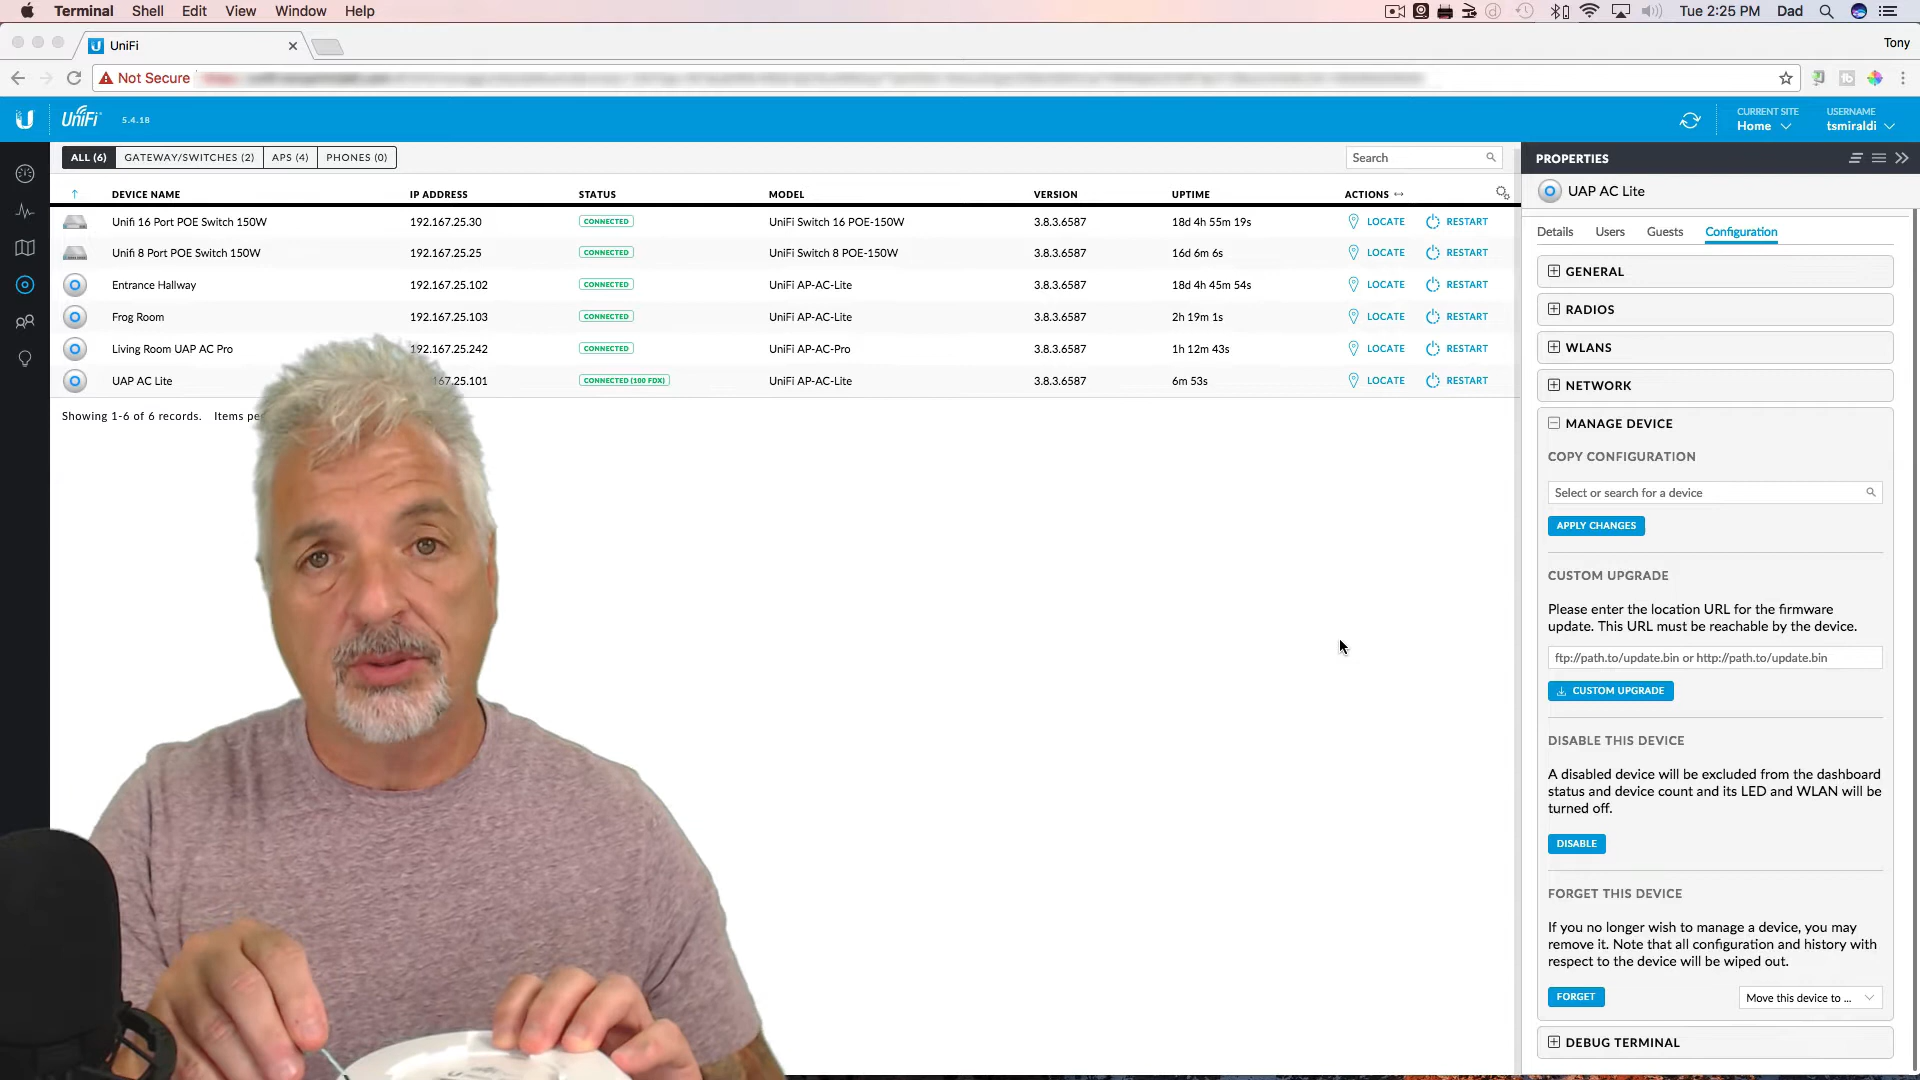 Terminal Shell Edit View Window Help Tue 2:25 PM Dad
UniFi Tony
Not Secure
UniFi 5.4.18 CURRENT SITE Home USERNAME tsmiraldi
ALL (6) GATEWAY/SWITCHES (2) APS (4) PHONES (0) Search
DEVICE NAME IP ADDRESS STATUS MODEL VERSION UPTIME ACTIONS
Unifi 16 Port POE Switch 150W 192.167.25.30 CONNECTED UniFi Switch 16 POE-150W 3.8.3.6587 18d 4h 55m 19s LOCATE RESTART
Unifi 8 Port POE Switch 150W 192.167.25.25 CONNECTED UniFi Switch 8 POE-150W 3.8.3.6587 16d 6m 6s LOCATE RESTART
Entrance Hallway 192.167.25.102 CONNECTED UniFi AP-AC-Lite 3.8.3.6587 18d 4h 45m 54s LOCATE RESTART
Frog Room 192.167.25.103 CONNECTED UniFi AP-AC-Lite 3.8.3.6587 2h 19m 1s LOCATE RESTART
Living Room UAP AC Pro 192.167.25.242 CONNECTED UniFi AP-AC-Pro 3.8.3.6587 1h 12m 43s LOCATE RESTART
UAP AC Lite 67.25.101 CONNECTED (100 FDX) UniFi AP-AC-Lite 3.8.3.6587 6m 53s LOCATE RESTART
Showing 1-6 of 6 records. Items pe
PROPERTIES
UAP AC Lite
Details Users Guests Configuration
GENERAL
RADIOS
WLANS
NETWORK
MANAGE DEVICE
COPY CONFIGURATION
Select or search for a device
APPLY CHANGES
CUSTOM UPGRADE
Please enter the location URL for the firmware
update. This URL must be reachable by the device.
ftp://path.to/update.bin or http://path.to/update.bin
CUSTOM UPGRADE
DISABLE THIS DEVICE
A disabled device will be excluded from the dashboard
status and device count and its LED and WLAN will be
turned off.
DISABLE
FORGET THIS DEVICE
If you no longer wish to manage a device, you may
remove it. Note that all configuration and history with
respect to the device will be wiped out.
FORGET Move this device to ...
DEBUG TERMINAL